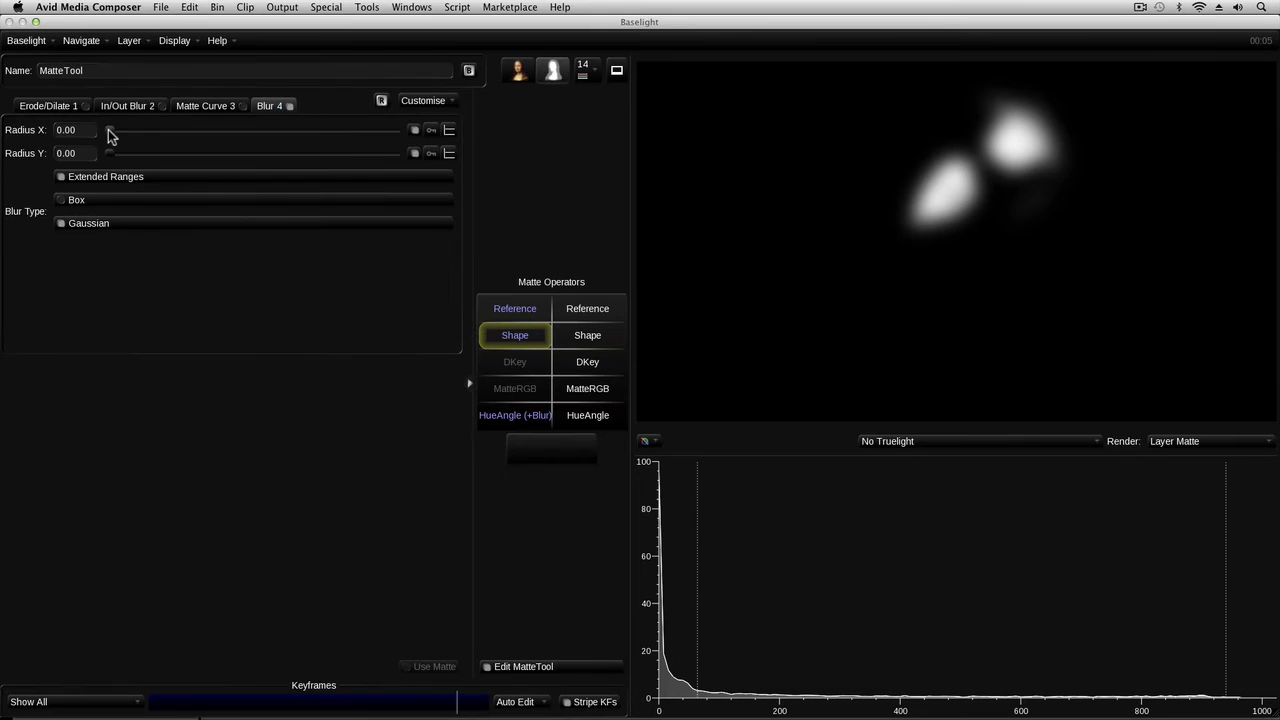 Avid Media Composer File Edit Bin Clip Output Special Tools Windows Script Marketplace Help
Baselight
Baselight Navigate Layer Display Help 00:05
Name: MatteTool B 14
Erode/Dilate 1 In/Out Blur 2 Matte Curve 3 Blur 4 R Customise
Radius X: 0.00
Radius Y: 0.00
Extended Ranges
Box
Blur Type:
Gaussian
Matte Operators
Reference Reference
Shape Shape
DKey DKey
MatteRGB MatteRGB
HueAngle (+Blur) HueAngle
No Truelight Render: Layer Matte
100
80
60
40
20
0
0 200 400 600 800 1000
Use Matte Edit MatteTool
Keyframes
Show All Auto Edit Stripe KFs